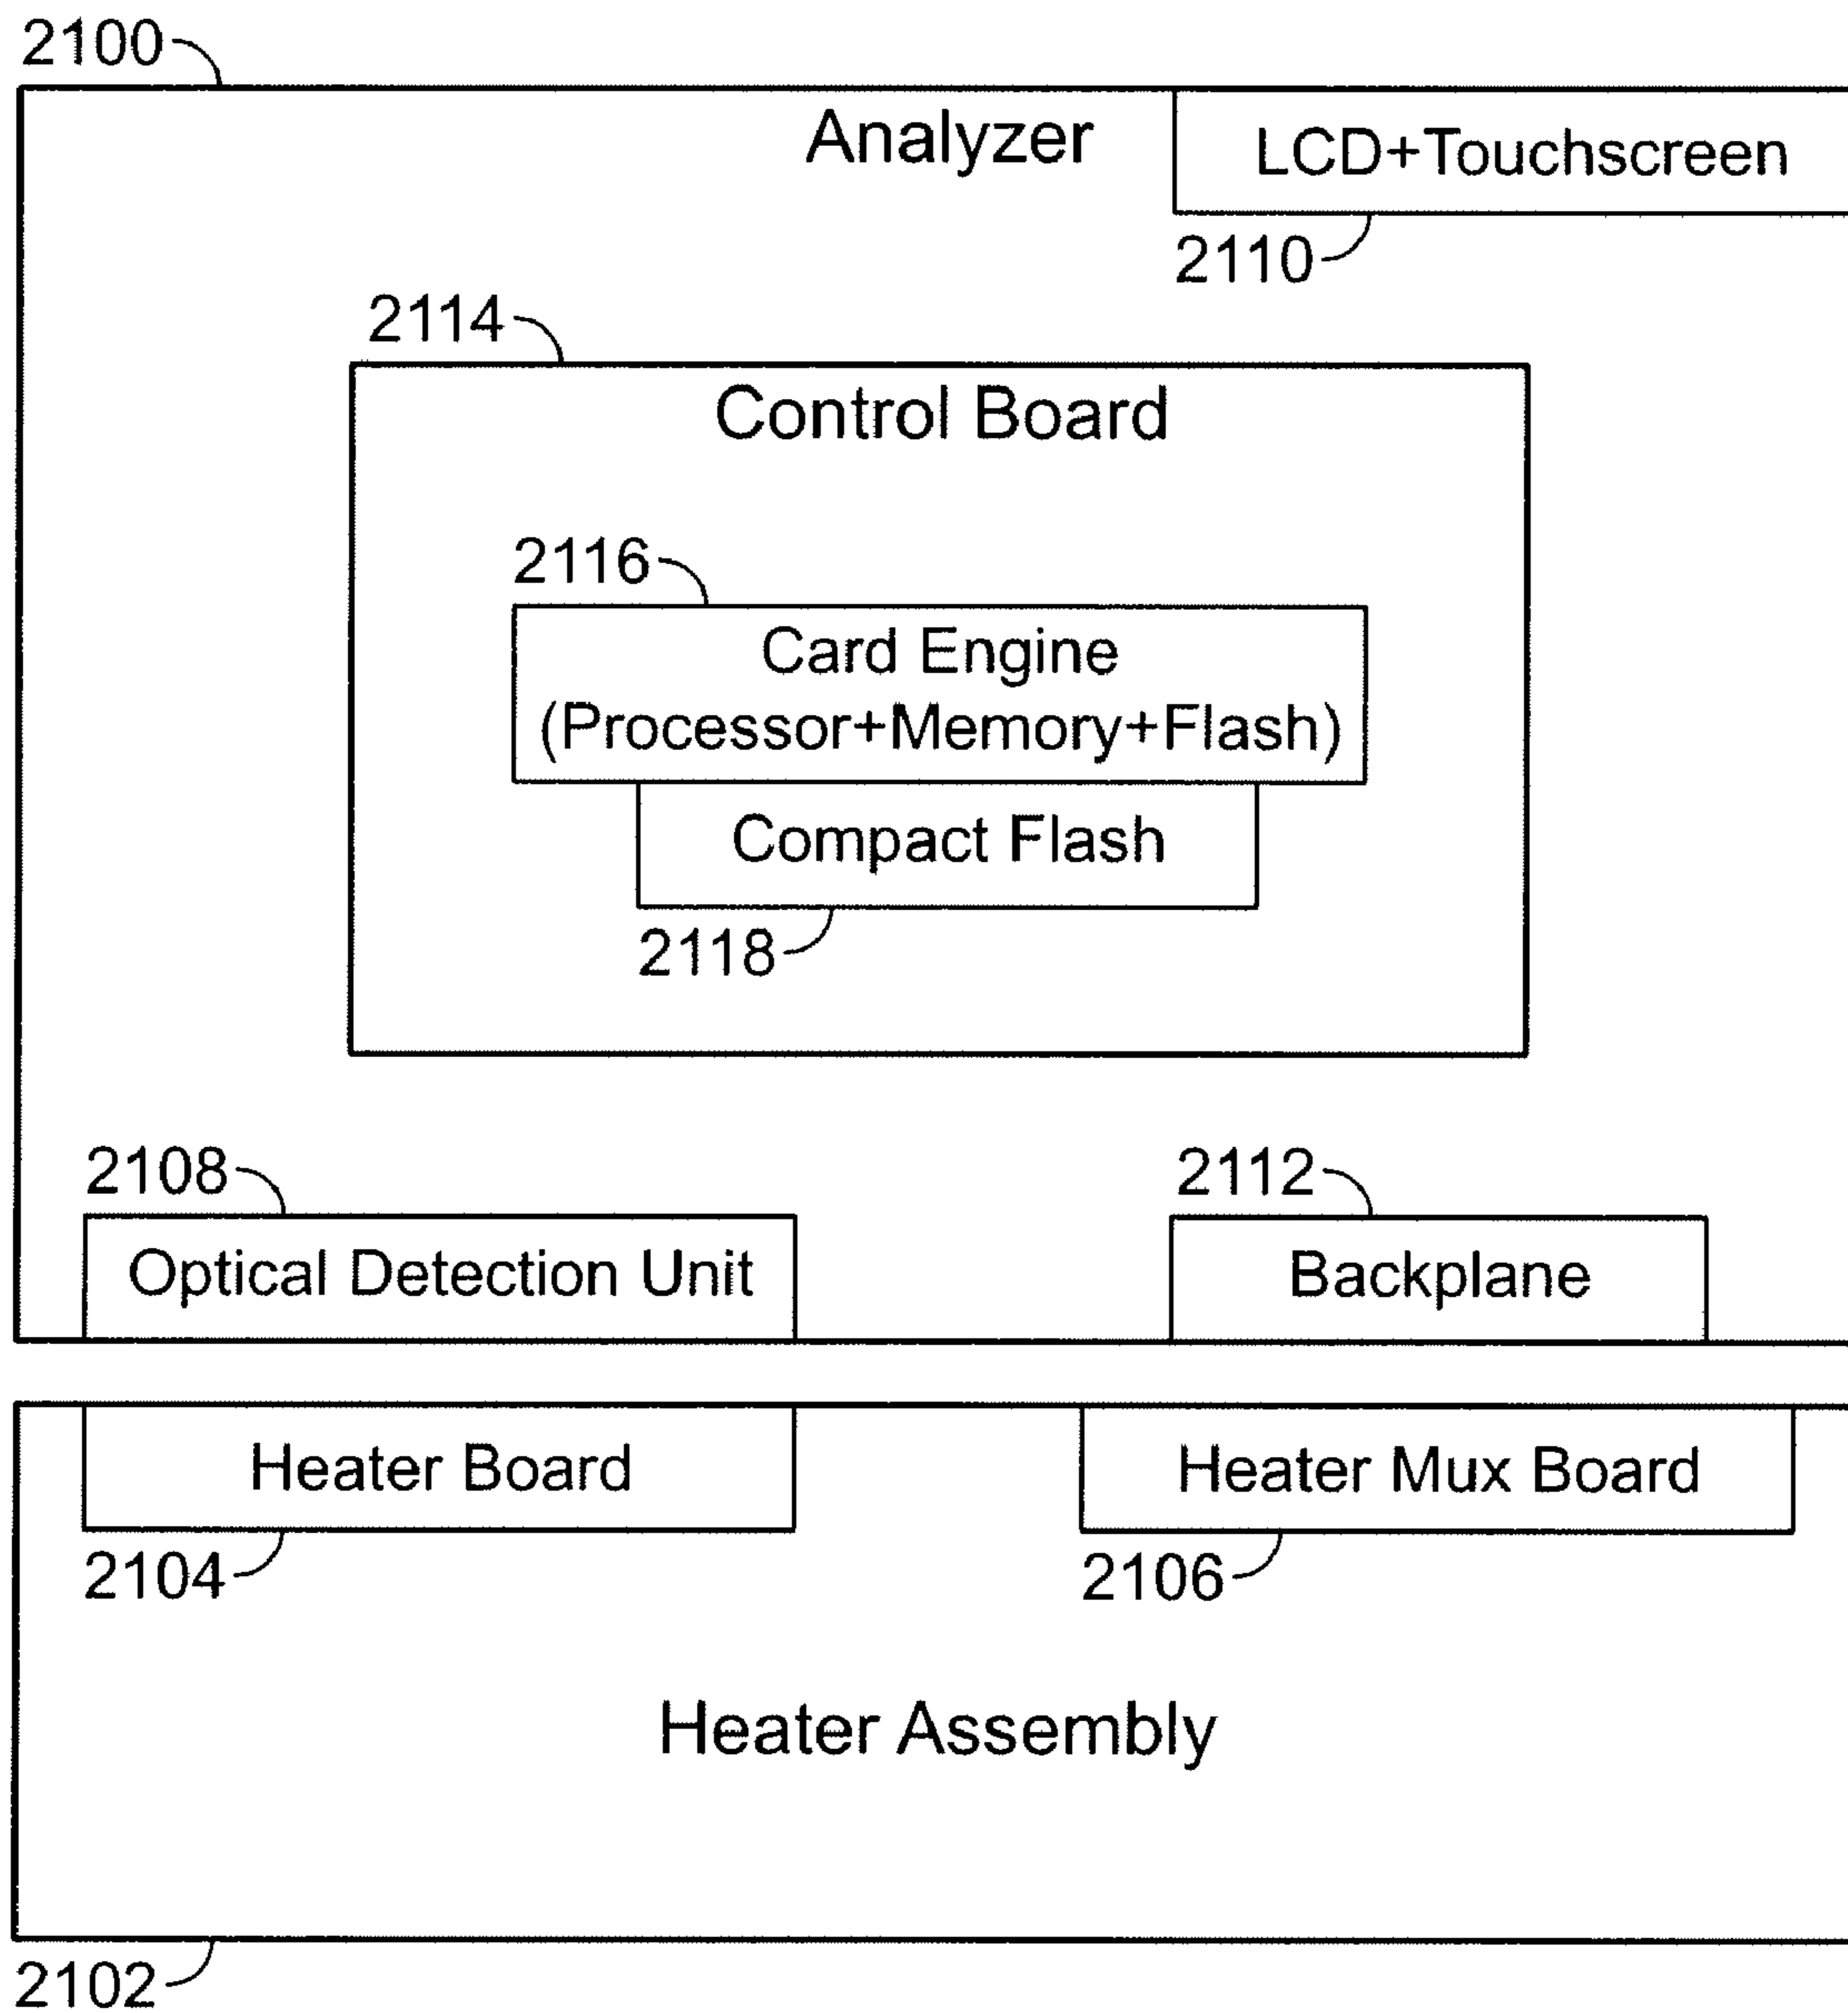 2100
Analyzer
LCD+Touchscreen
2110
2114
Control Board
2116
Card Engine
(Processor+Memory+Flash)
Compact Flash
2118
2108
2112
Optical Detection Unit
Backplane
Heater Board
Heater Mux Board
2104
2106
Heater Assembly
2102